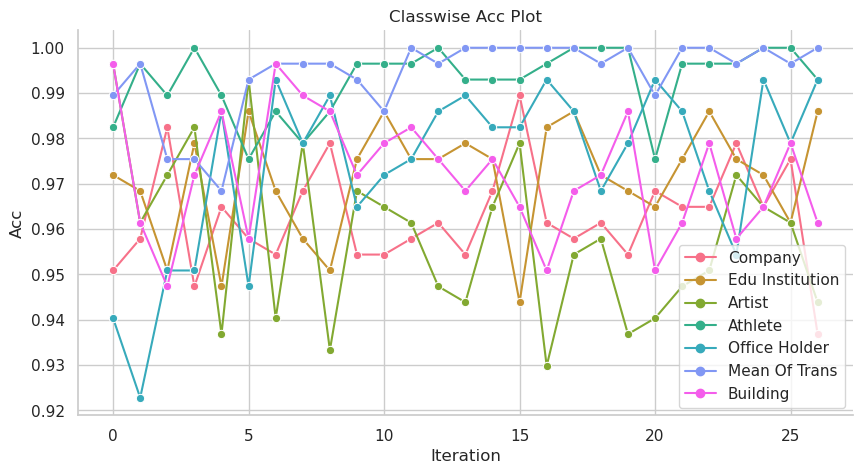 Classwise Acc Plot
Acc
1.00
0.99
0.98
0.97
0.96
0.95
0.94
0.93
0.92
Company
Edu Institution
Artist
Athlete
Office Holder
Mean Of Trans
Building
0
5
10
15
20
25
Iteration